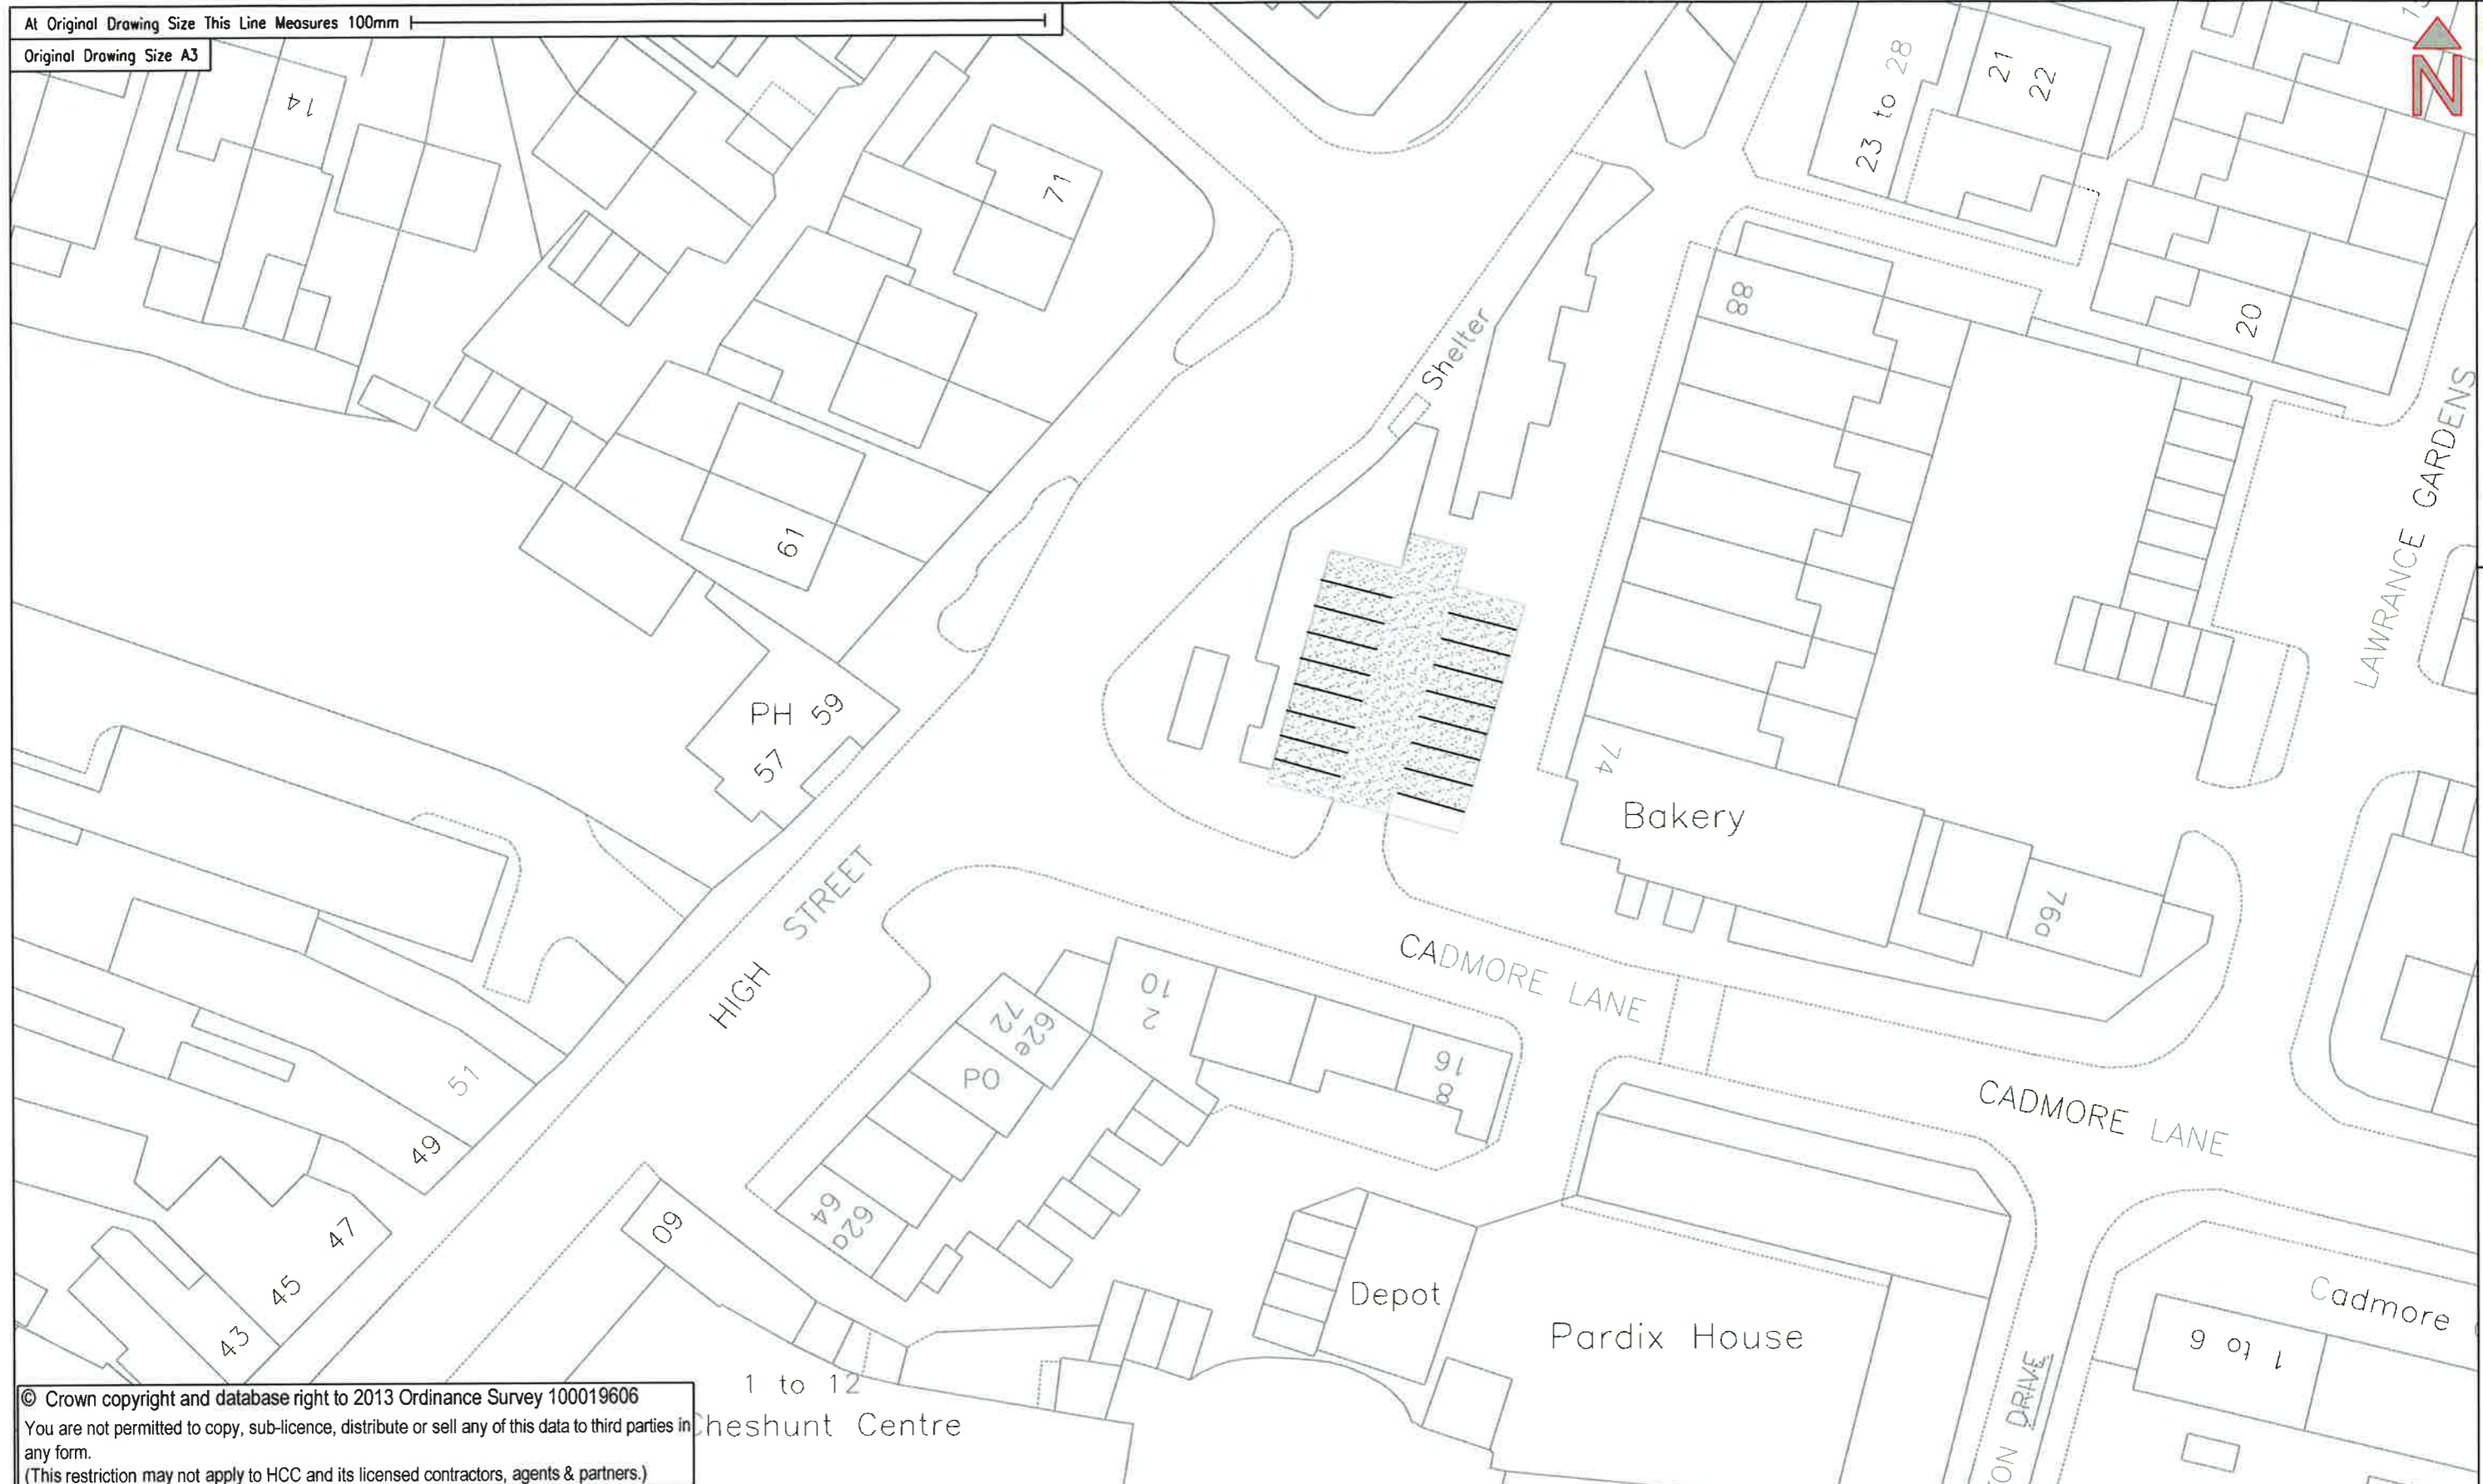 At Original Drawing Size This Line Measures 100mm
Original Drawing Size A3
N
14
71
23 to 28
21
22
20
88
Shelter
LAWRANCE GARDENS
61
PH 59
57
74
Bakery
76a
HIGH STREET
CADMORE LANE
10
2
62e
72
PO
16
8
CADMORE LANE
51
49
62a
64
60
47
45
43
Depot
Pardix House
Cadmore
1 to 6
DRIVE
1 to 12
Cheshunt Centre
© Crown copyright and database right to 2013 Ordinance Survey 100019606
You are not permitted to copy, sub-licence, distribute or sell any of this data to third parties in
any form.
(This restriction may not apply to HCC and its licensed contractors, agents & partners.)